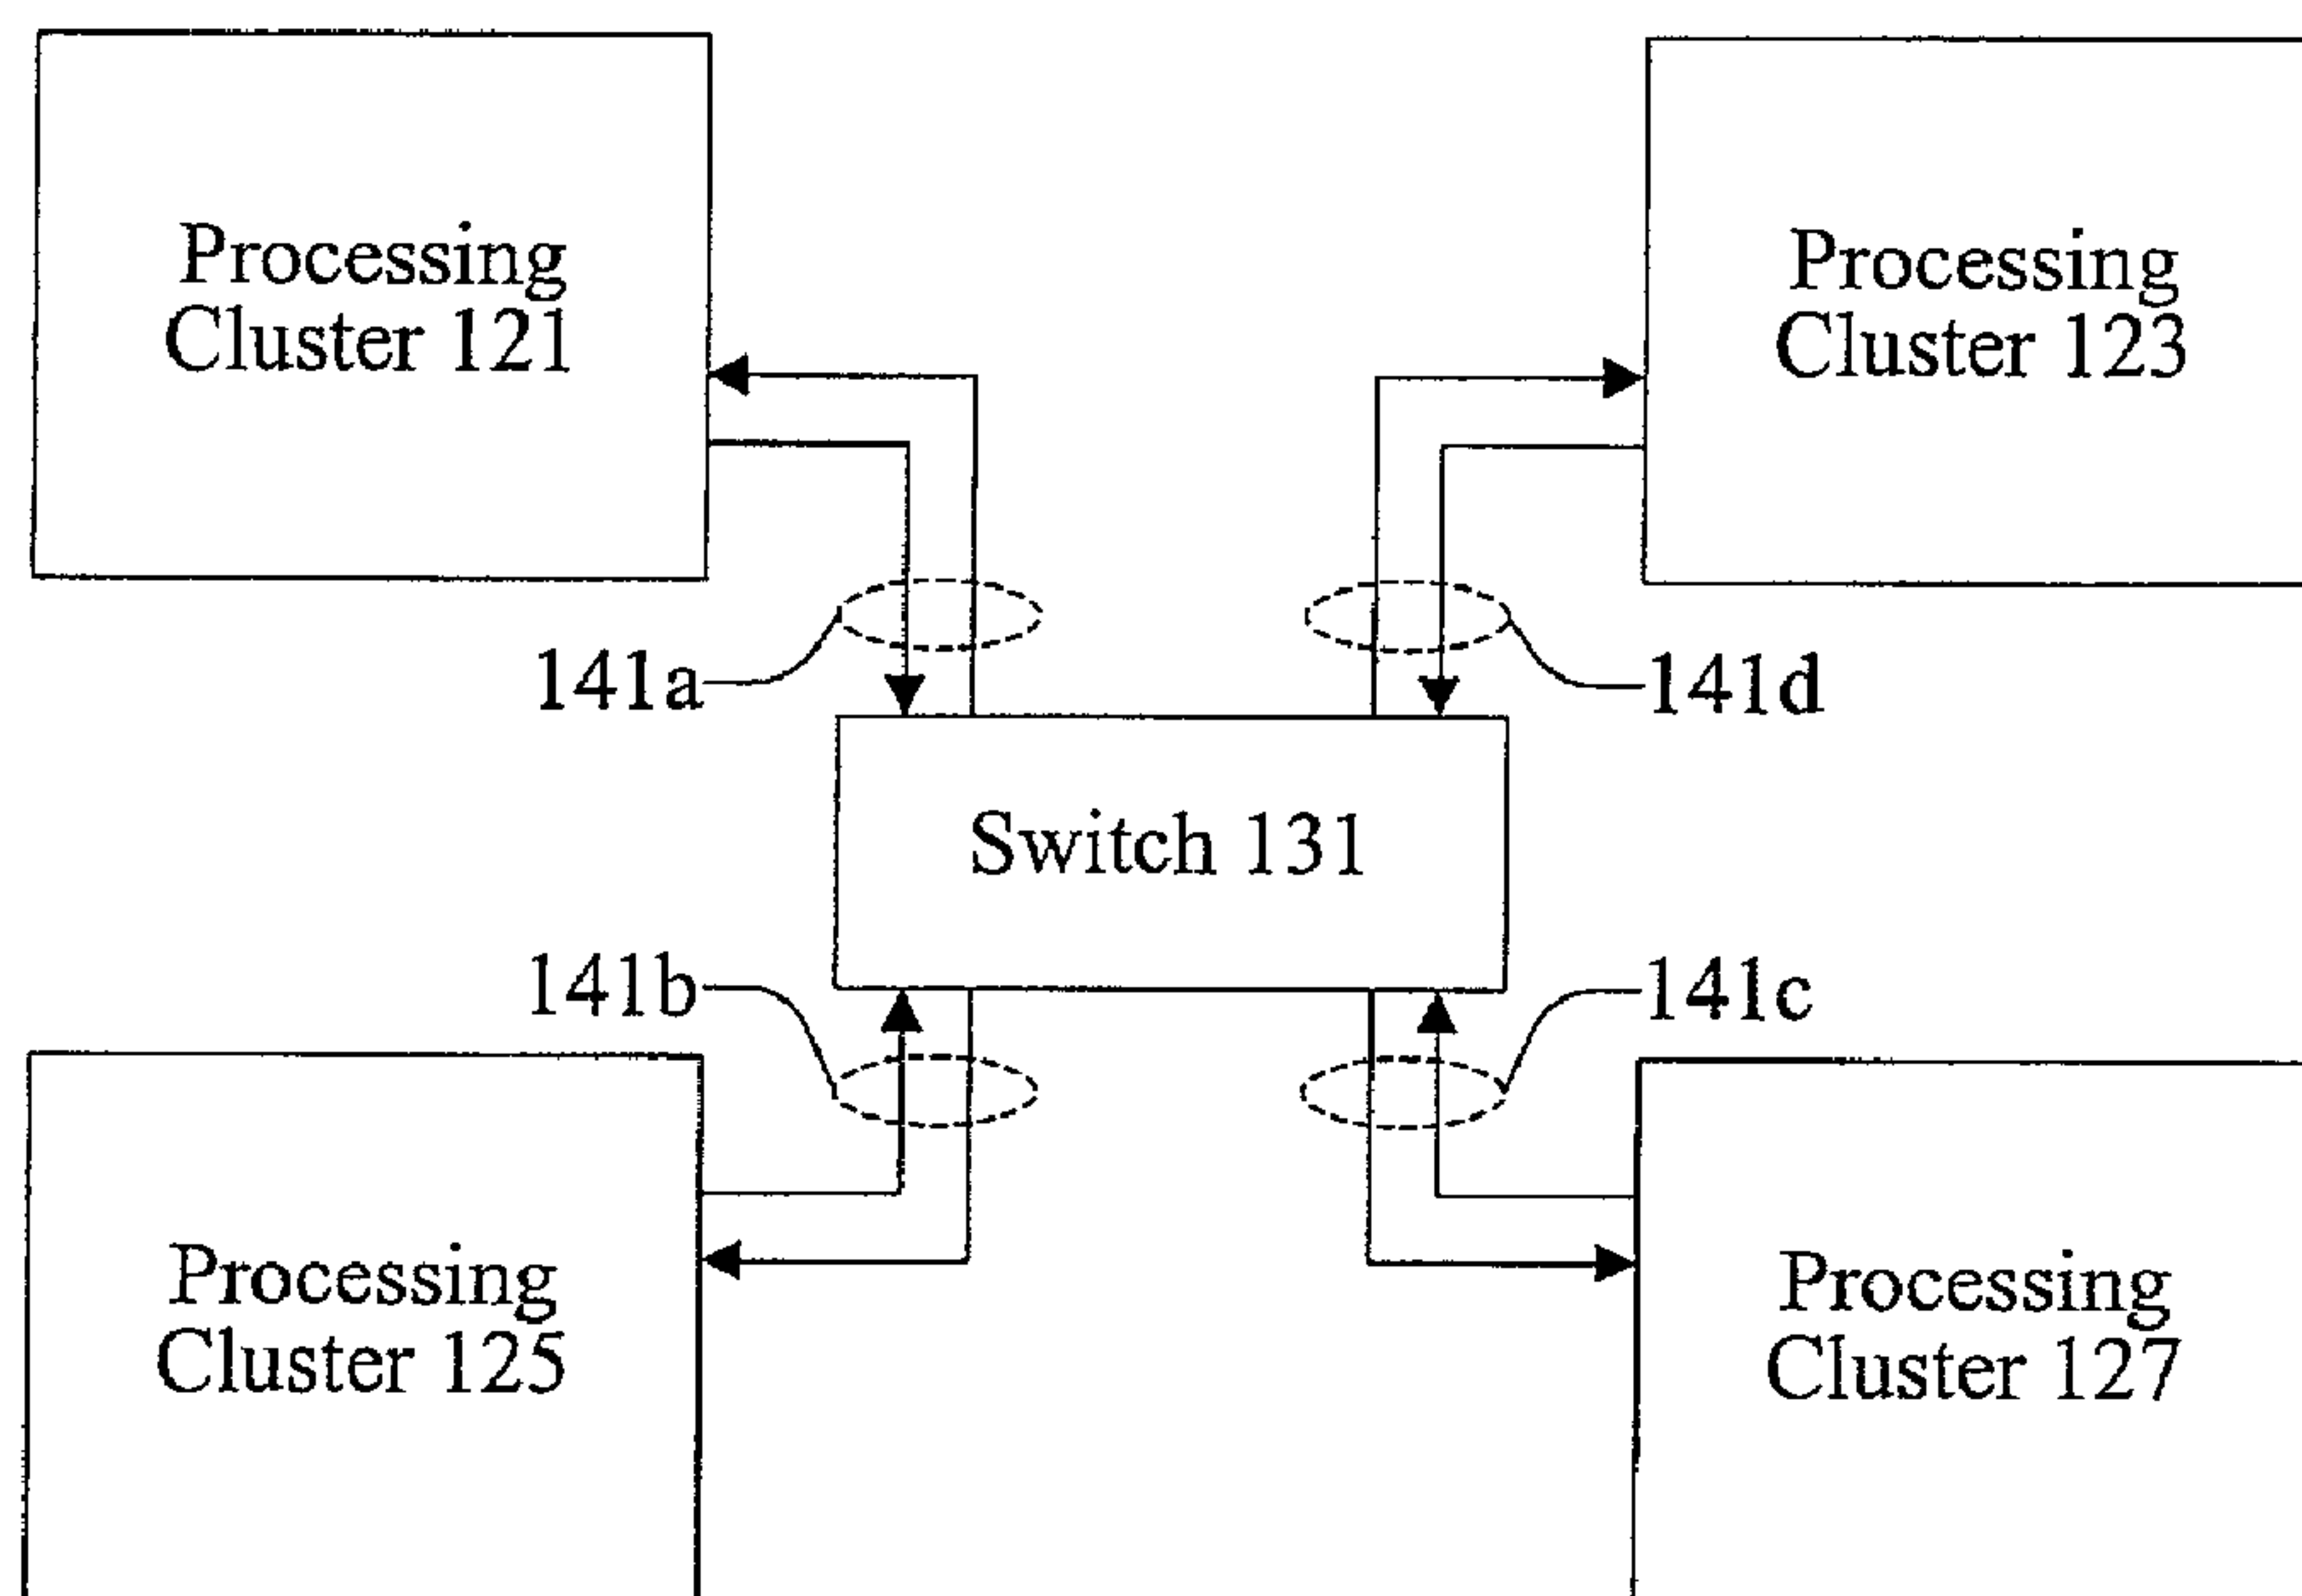 Processing
Cluster 121
Processing
Cluster 123
141a
141d
Switch 131
141b
141c
Processing
Cluster 125
Processing
Cluster 127